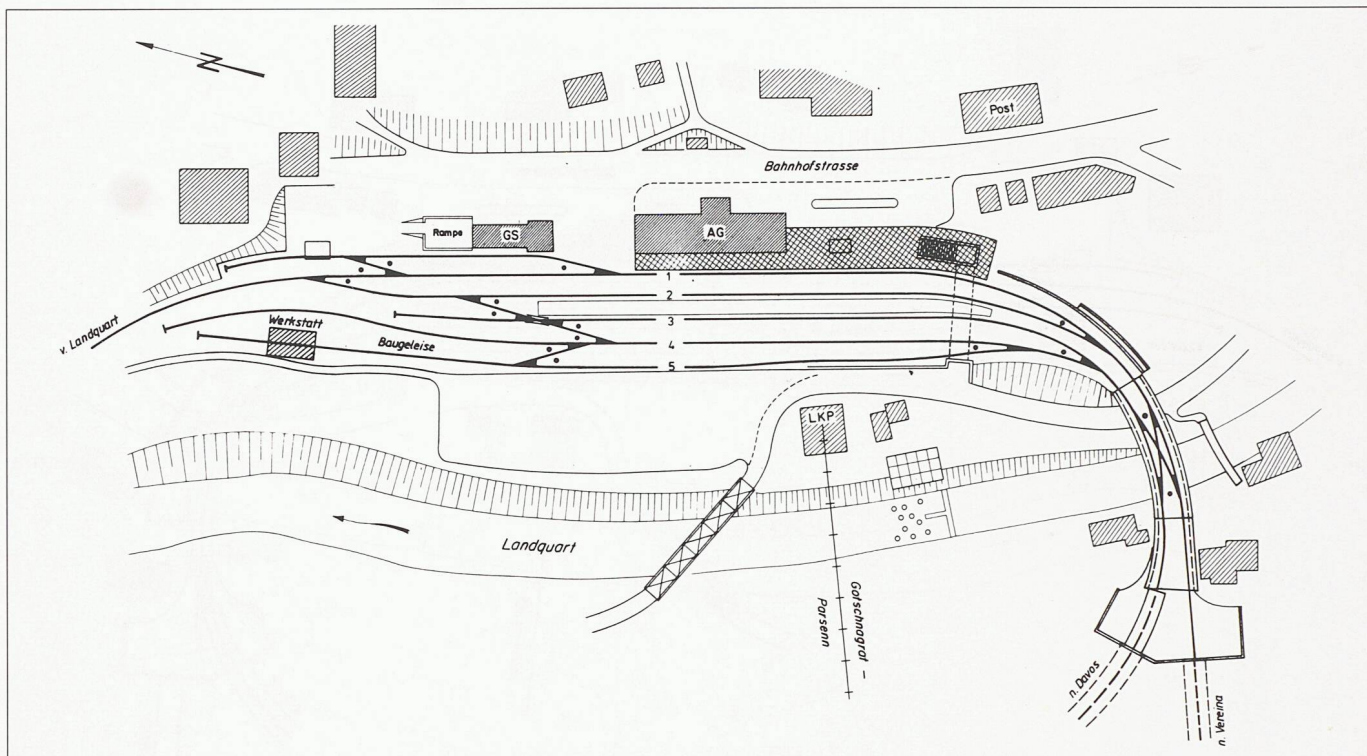 N
Post
Bahnhofstrasse
Rampe
GS
AG
1
2
3
4
5
v. Landquart
Werkstatt
Baugeleise
LKP
Landquart
Gotschnagrat –
Parsenn
n. Davos
n. Vereina